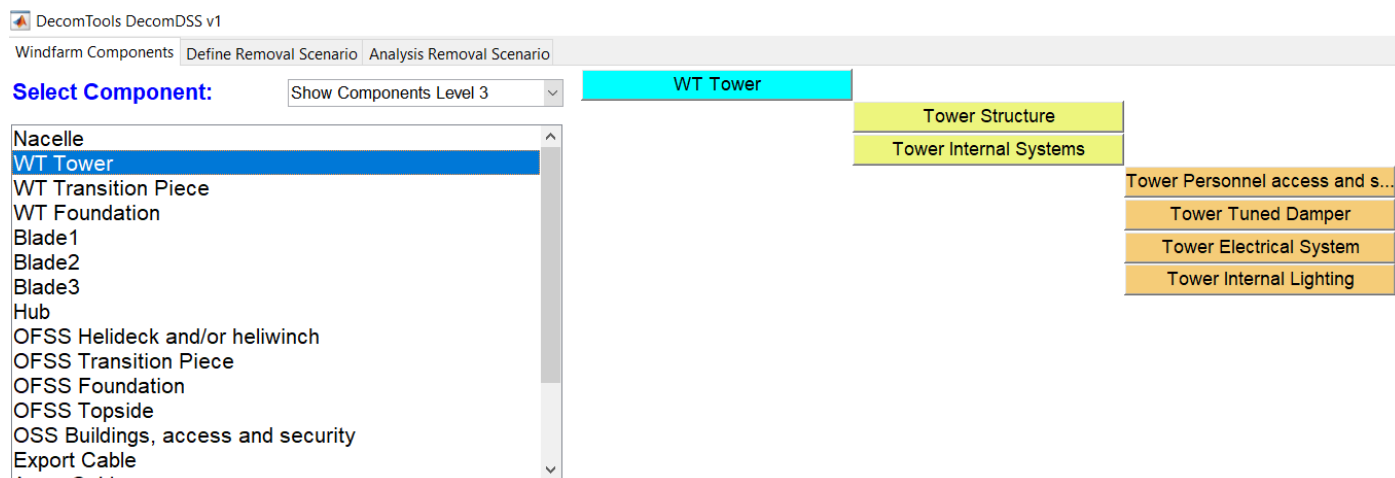 DecomTools DecomDSS v1
Windfarm Components Define Removal Scenario Analysis Removal Scenario
Select Component:
Show Components Level 3
Nacelle
WT Tower
WT Transition Piece
WT Foundation
Blade1
Blade2
Blade3
Hub
OFSS Helideck and/or heliwinch
OFSS Transition Piece
OFSS Foundation
OFSS Topside
OSS Buildings, access and security
Export Cable
WT Tower
Tower Structure
Tower Internal Systems
Tower Personnel access and s...
Tower Tuned Damper
Tower Electrical System
Tower Internal Lighting